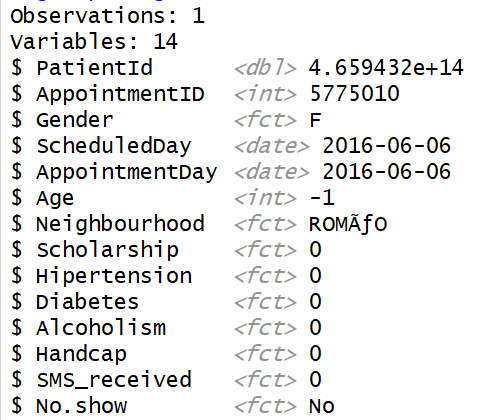 Observations: 1
Variables: 14
$ PatientId <dbl> 4.659432e+14
$ AppointmentID <int> 5775010
$ Gender <fct> F
$ ScheduledDay <date> 2016-06-06
$ AppointmentDay <date> 2016-06-06
$ Age <int> -1
$ Neighbourhood <fct> ROMÃƒO
$ Scholarship <fct> 0
$ Hipertension <fct> 0
$ Diabetes <fct> 0
$ Alcoholism <fct> 0
$ Handcap <fct> 0
$ SMS_received <fct> 0
$ No.show <fct> No